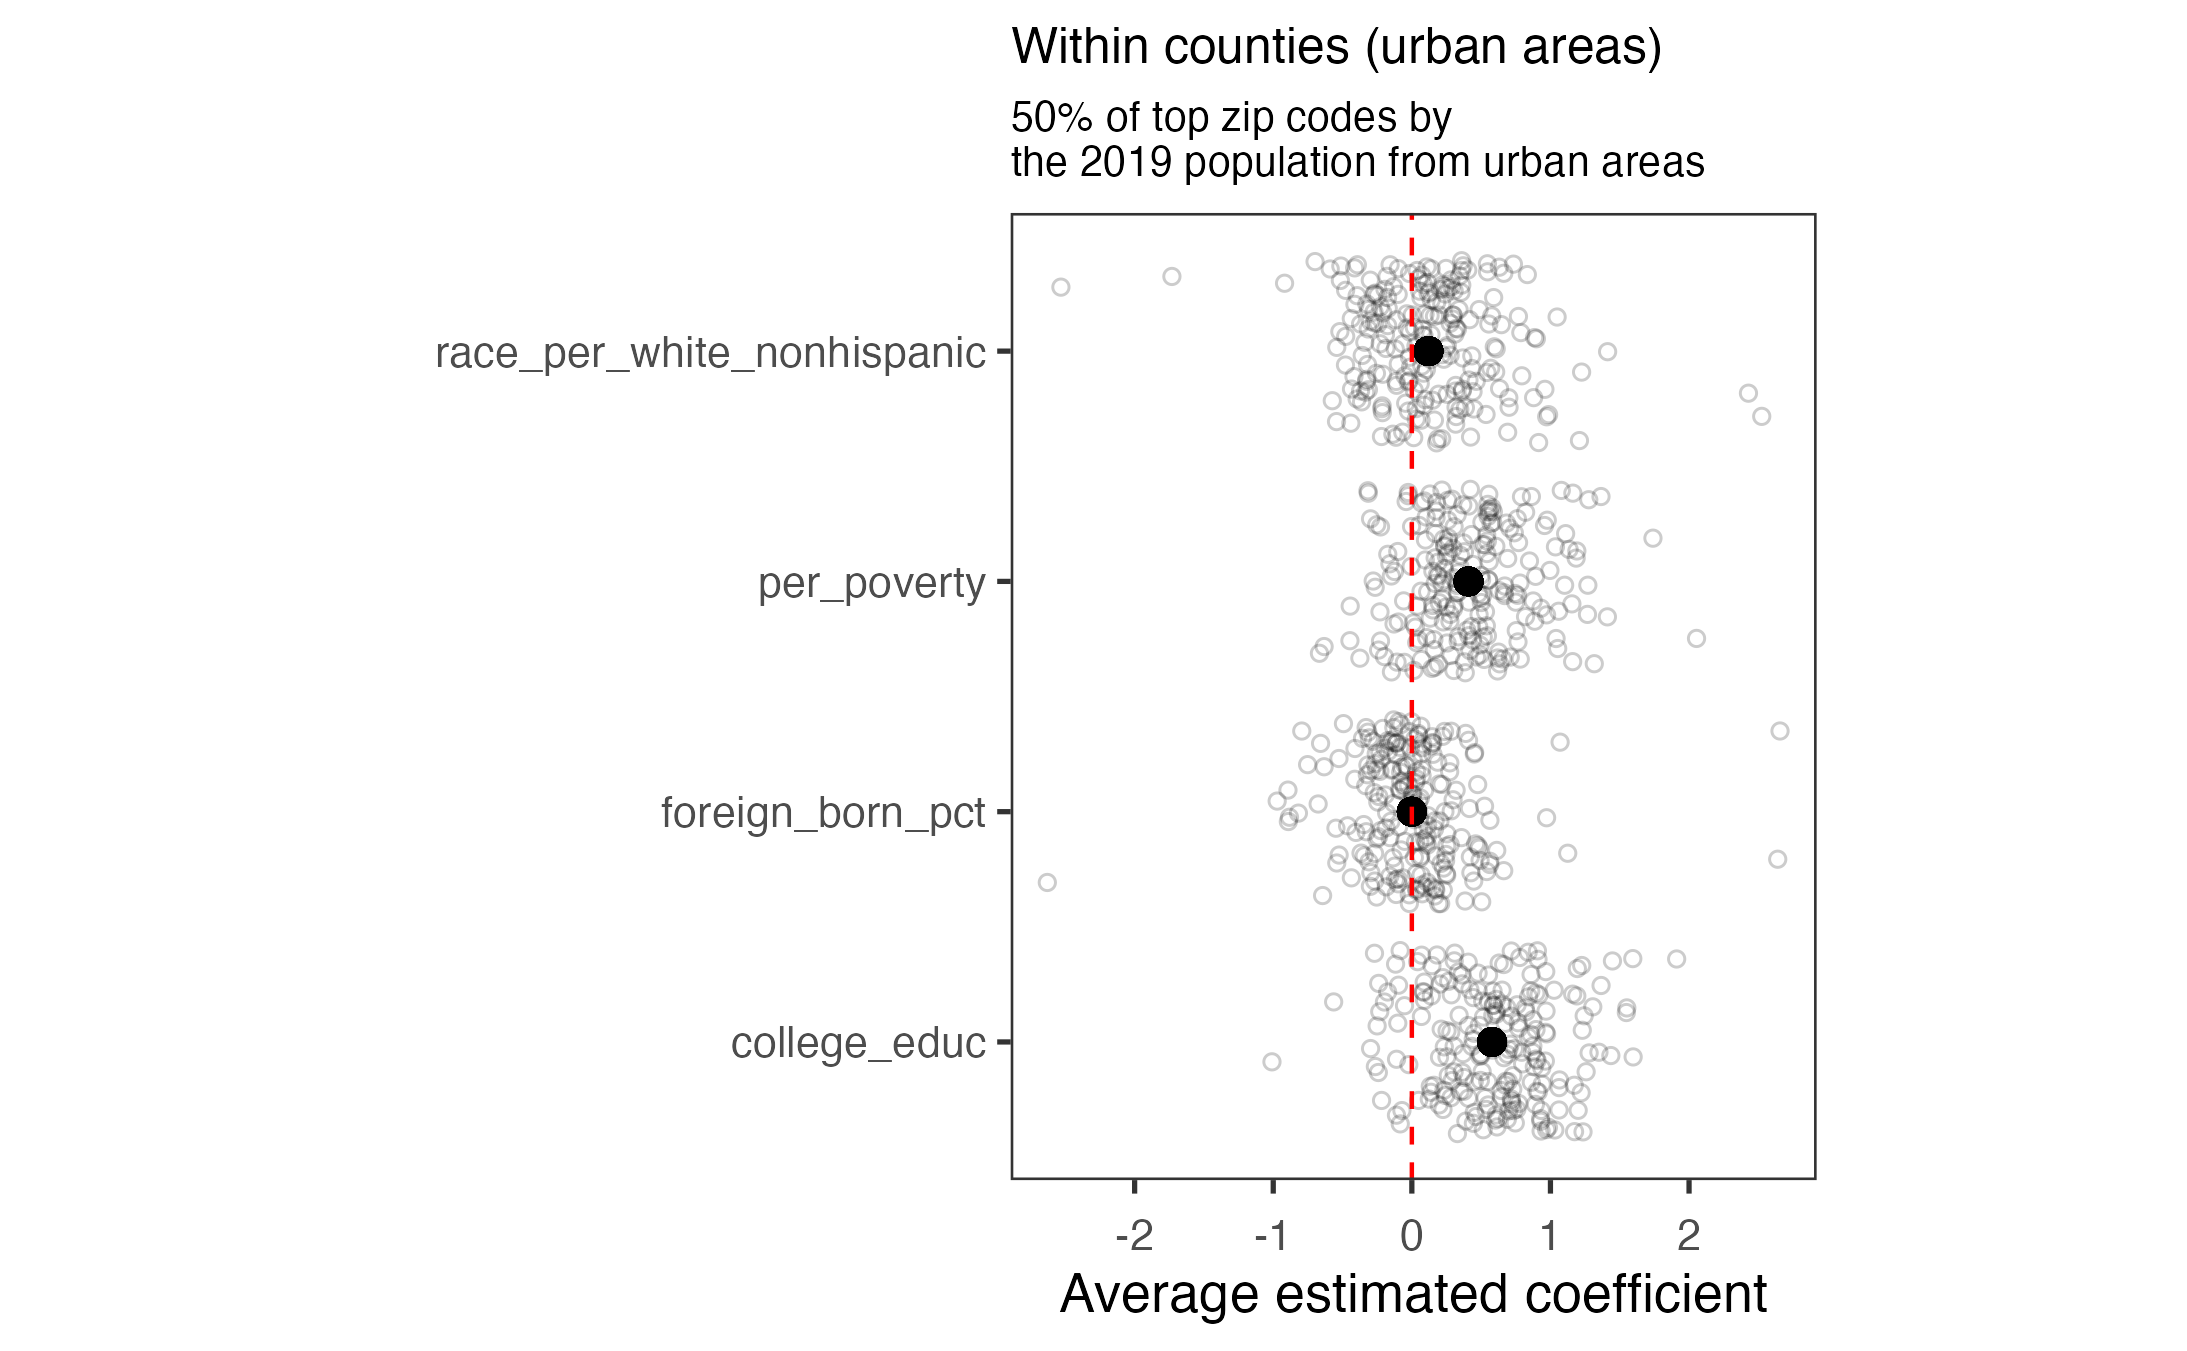 Within counties (urban areas)
50% of top zip codes by
the 2019 population from urban areas
race_per_white_nonhispanic
per_poverty
foreign_born_pct
college_educ
-2 -1 0 1 2
Average estimated coefficient